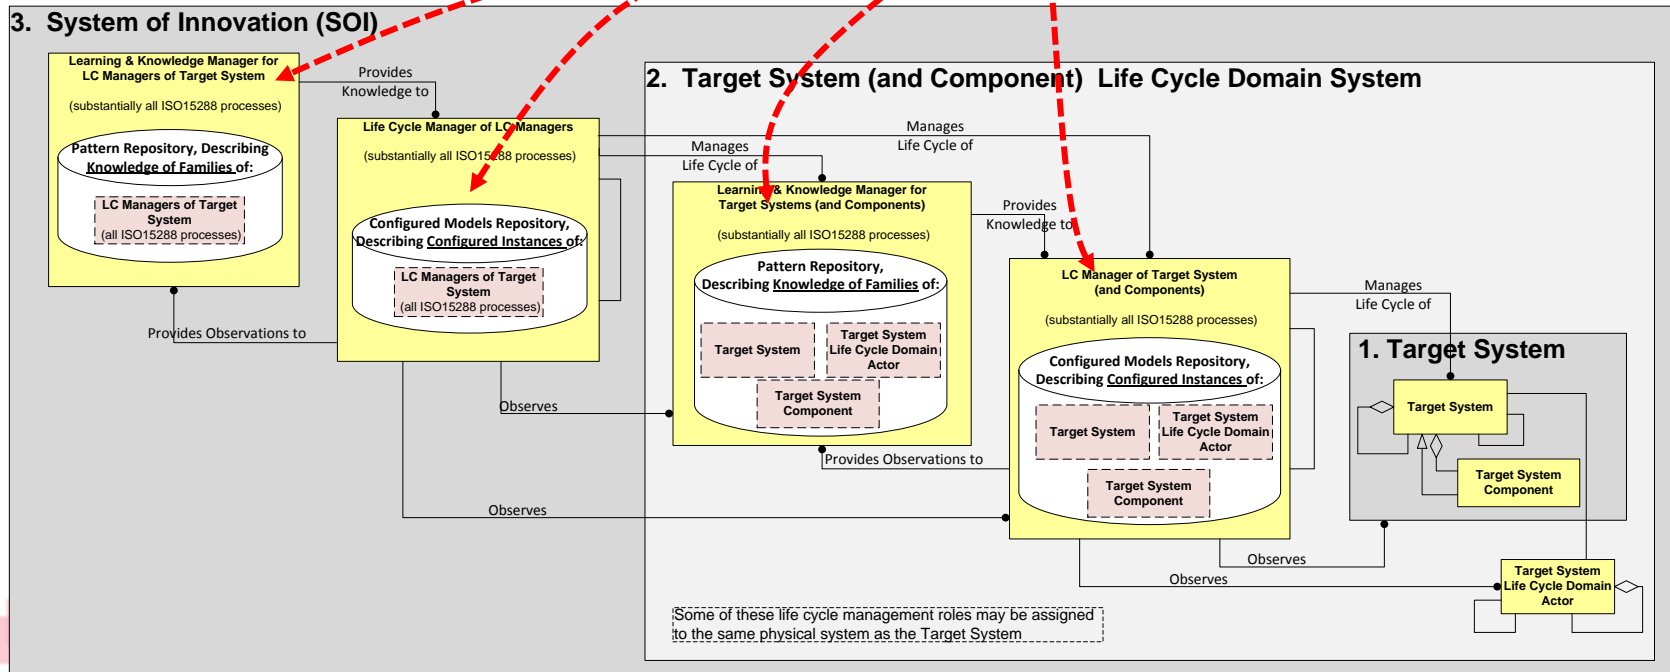 3. System of Innovation (SOI)
Learning & Knowledge Manager for
LC Managers of Target System
(substantially all ISO15288 processes)
Pattern Repository, Describing
Knowledge of Families of:
LC Managers of Target
System
(all ISO15288 processes)
Provides
Knowledge to
Life Cycle Manager of LC Managers
(substantially all ISO15288 processes)
Configured Models Repository,
Describing Configured Instances of:
LC Managers of Target
System
(all ISO15288 processes)
Provides Observations to
Observes
Observes
2. Target System (and Component) Life Cycle Domain System
Manages
Life Cycle of
Manages
Life Cycle of
Learning & Knowledge Manager for
Target Systems (and Components)
(substantially all ISO15288 processes)
Pattern Repository,
Describing Knowledge of Families of:
Target System
Target System
Life Cycle Domain
Actor
Target System
Component
Provides
Knowledge to
Provides Observations to
LC Manager of Target System
(and Components)
(substantially all ISO15288 processes)
Configured Models Repository,
Describing Configured Instances of:
Target System
Target System
Life Cycle Domain
Actor
Target System
Component
Manages
Life Cycle of
1. Target System
Target System
Target System
Component
Observes
Observes
Target System
Life Cycle Domain
Actor
Some of these life cycle management roles may be assigned
to the same physical system as the Target System